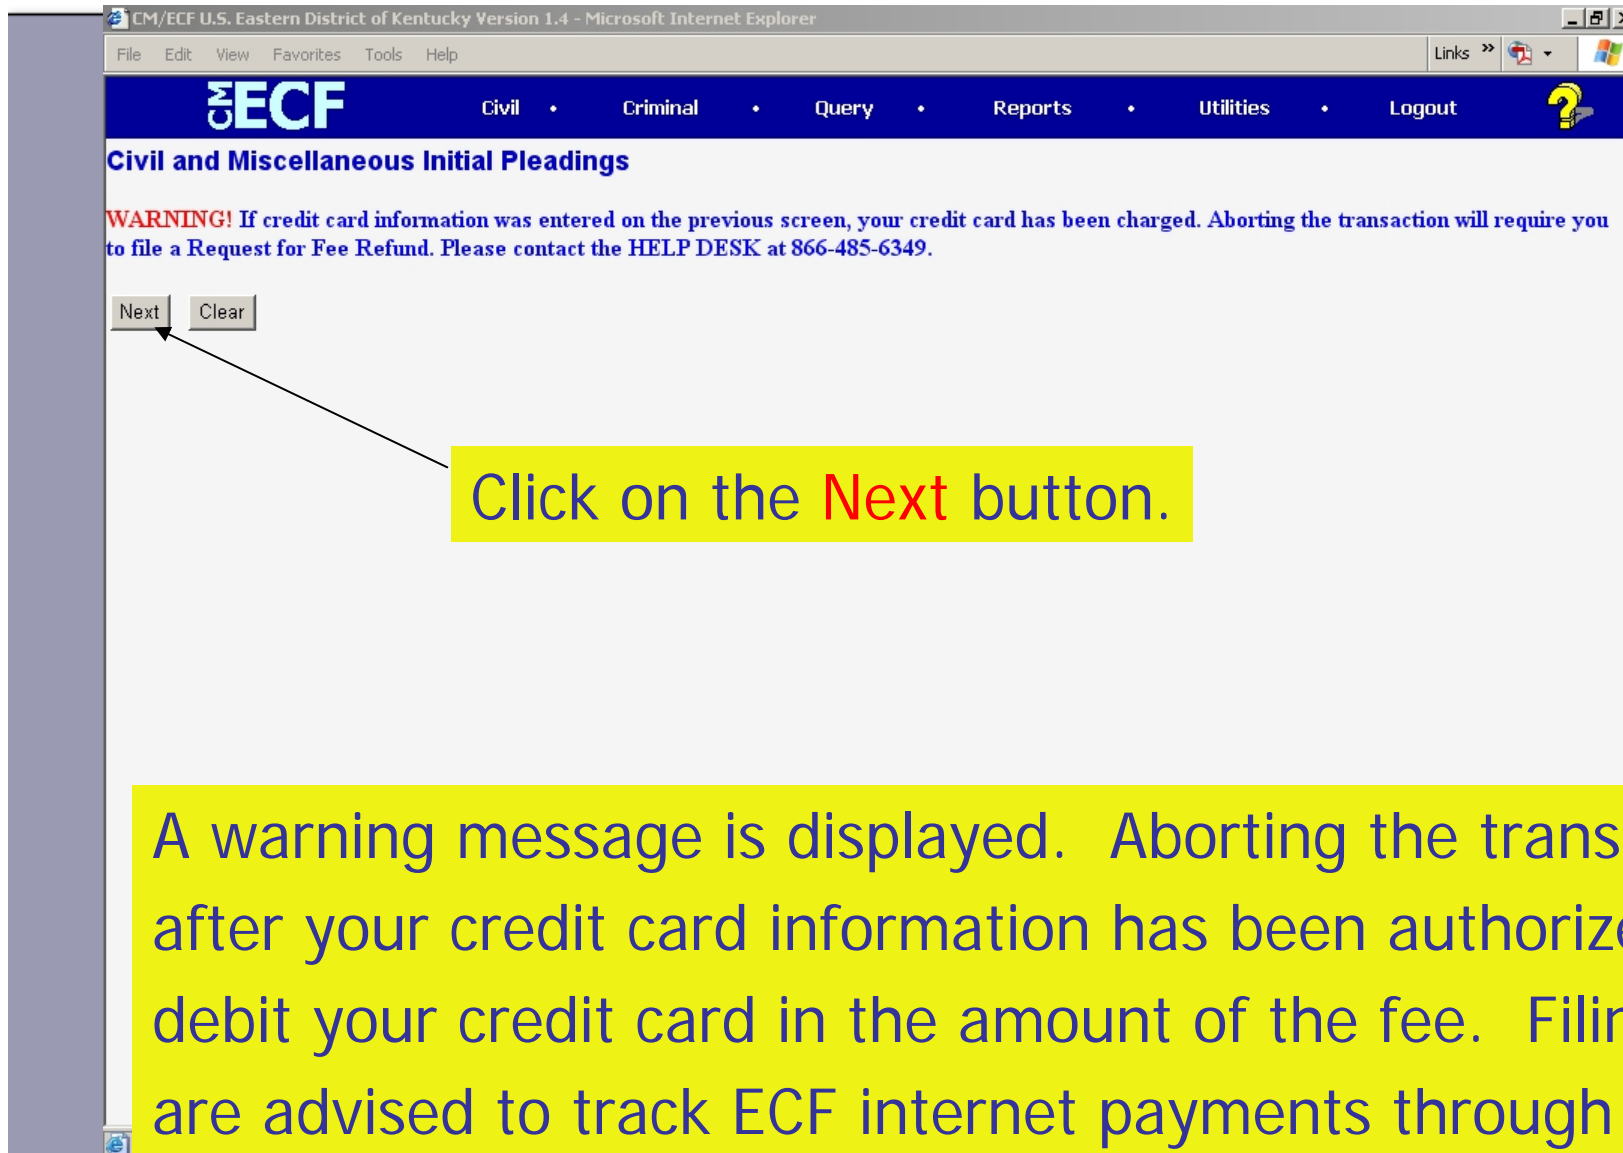 CM/ECF U.S. Eastern District of Kentucky Version 1.4 - Microsoft Internet Explorer
File Edit View Favorites Tools Help Links »
CM ECF Civil • Criminal • Query • Reports • Utilities • Logout ?
Civil and Miscellaneous Initial Pleadings
WARNING! If credit card information was entered on the previous screen, your credit card has been charged. Aborting the transaction will require you
to file a Request for Fee Refund. Please contact the HELP DESK at 866-485-6349.
Next Clear
Click on the Next button.
A warning message is displayed. Aborting the trans
after your credit card information has been authorize
debit your credit card in the amount of the fee. Filin
are advised to track ECF internet payments through